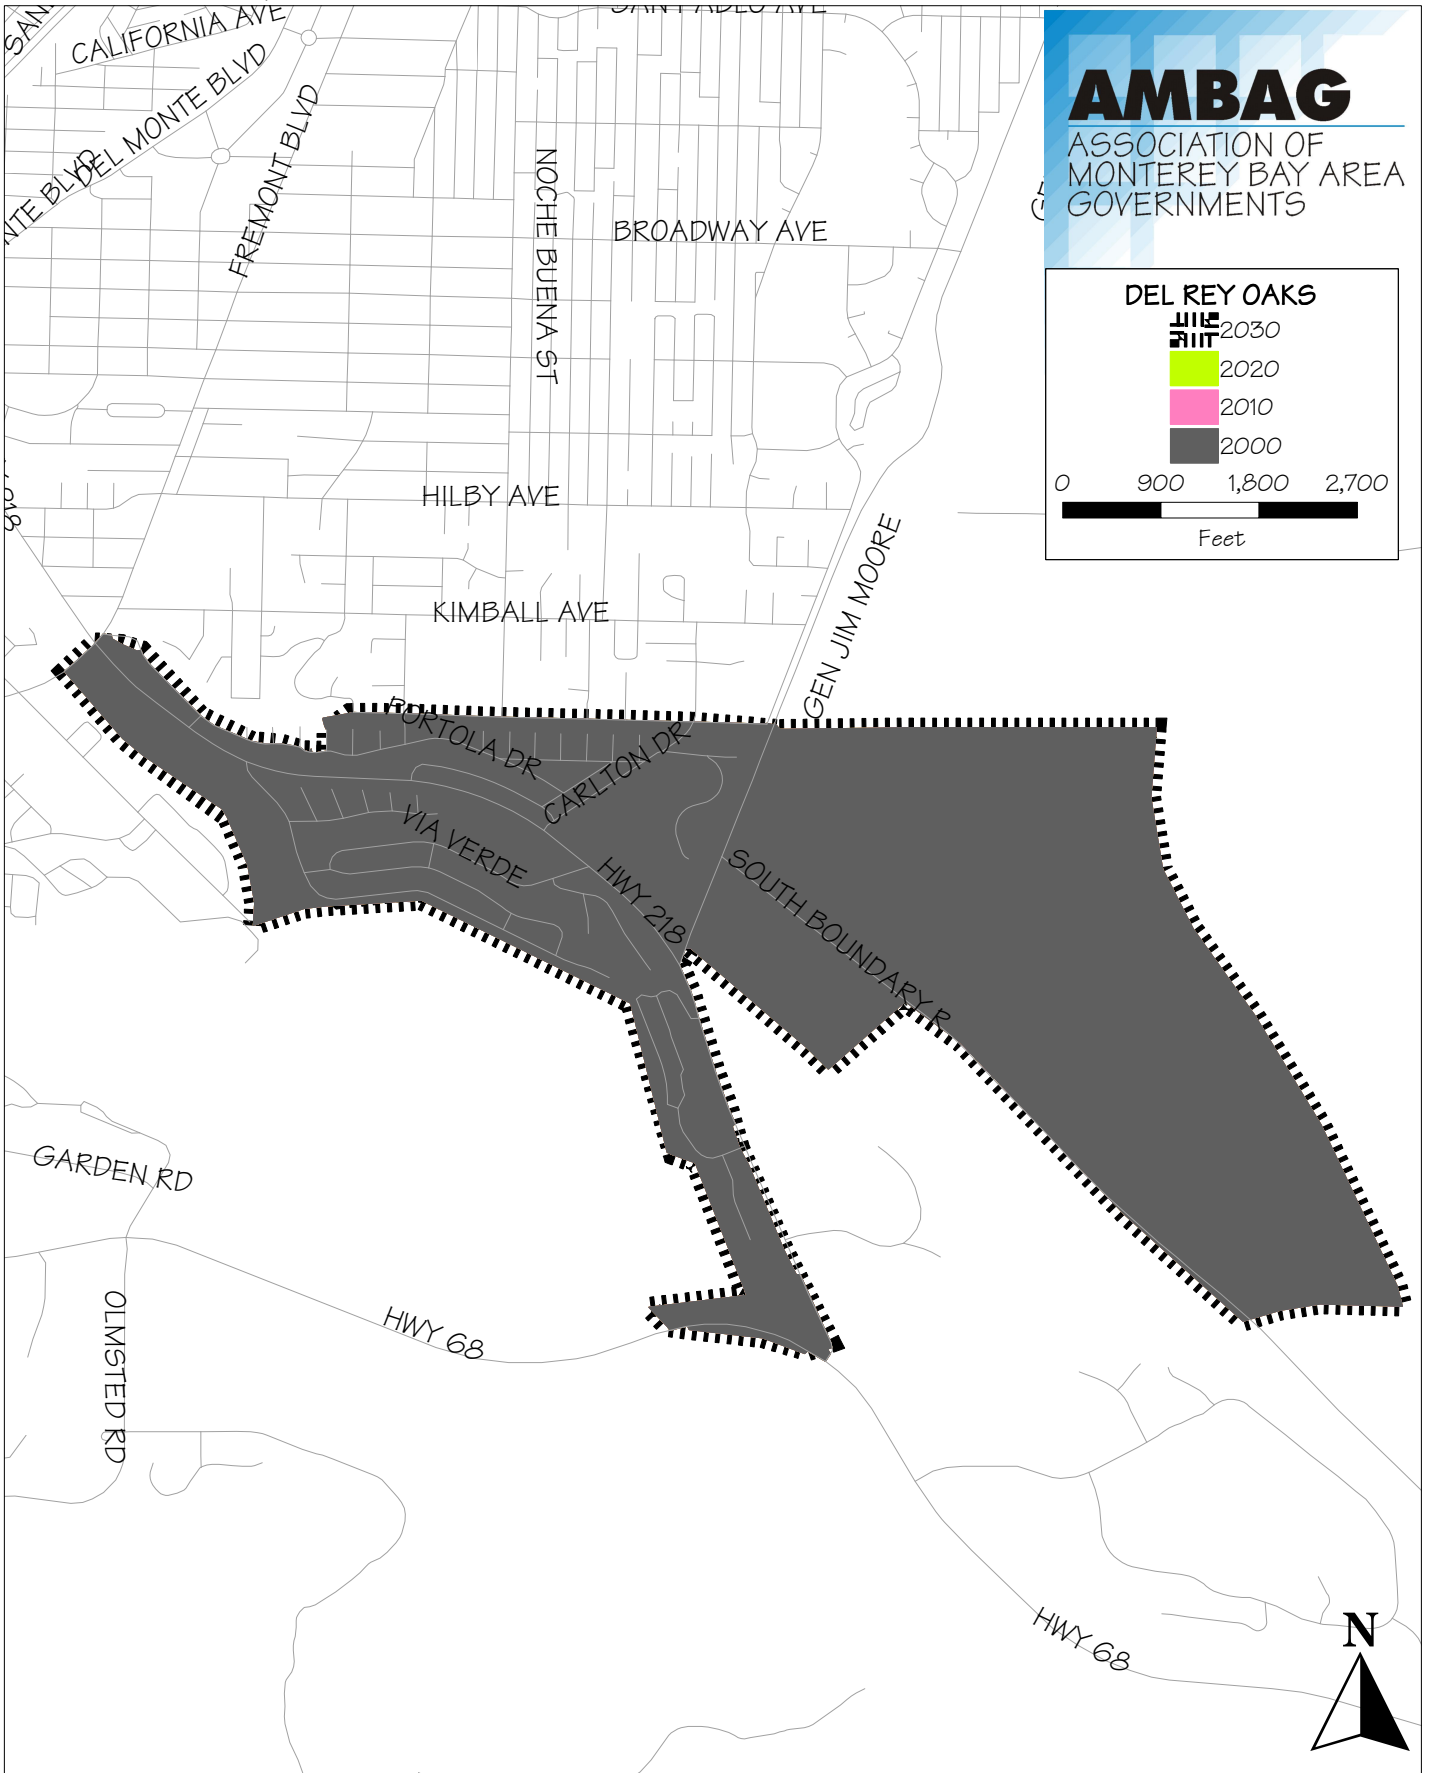 CALIFORNIA AVE
DEL MONTE BLVD
FREMONT BLVD
NOCHE BUENA ST
BROADWAY AVE
AMBAG
ASSOCIATION OF
MONTEREY BAY AREA
GOVERNMENTS
DEL REY OAKS
2030
2020
2010
2000
0 900 1,800 2,700
Feet
HILBY AVE
KIMBALL AVE
GEN JIM MOORE
PORTOLA DR
CARLTON DR
VIA VERDE
HWY 218
SOUTH BOUNDARY R
GARDEN RD
OLMSTED RD
HWY 68
HWY 68
N